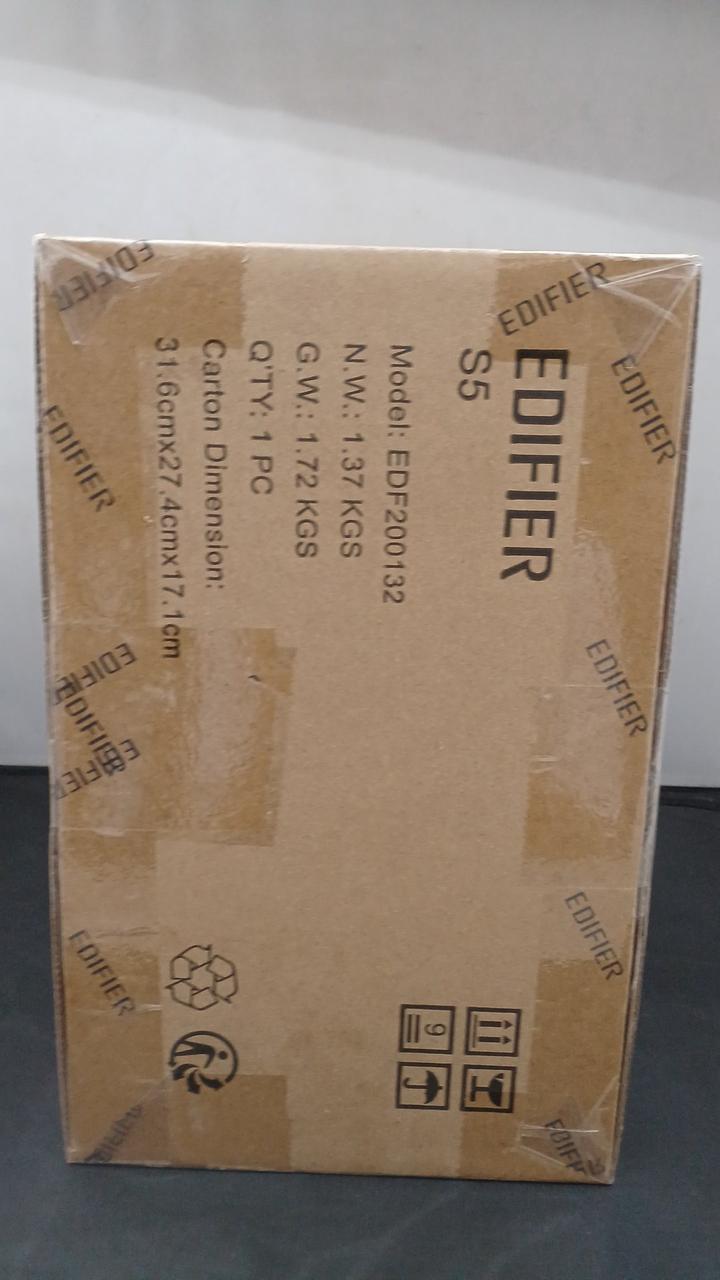 EDIFIER
S5
Model: EDF200132
N.W.: 1.37 KGS
G.W.: 1.72 KGS
Q'TY: 1 PC
Carton Dimension:
31.6cmx27.4cmx17.1cm
9
EDIFIER
EDIFIER
EDIFIER
EDIFIER
EDIFIER
EDIFIER
EDIFIER
EDIFIER
EDIFIER
EDIFIER